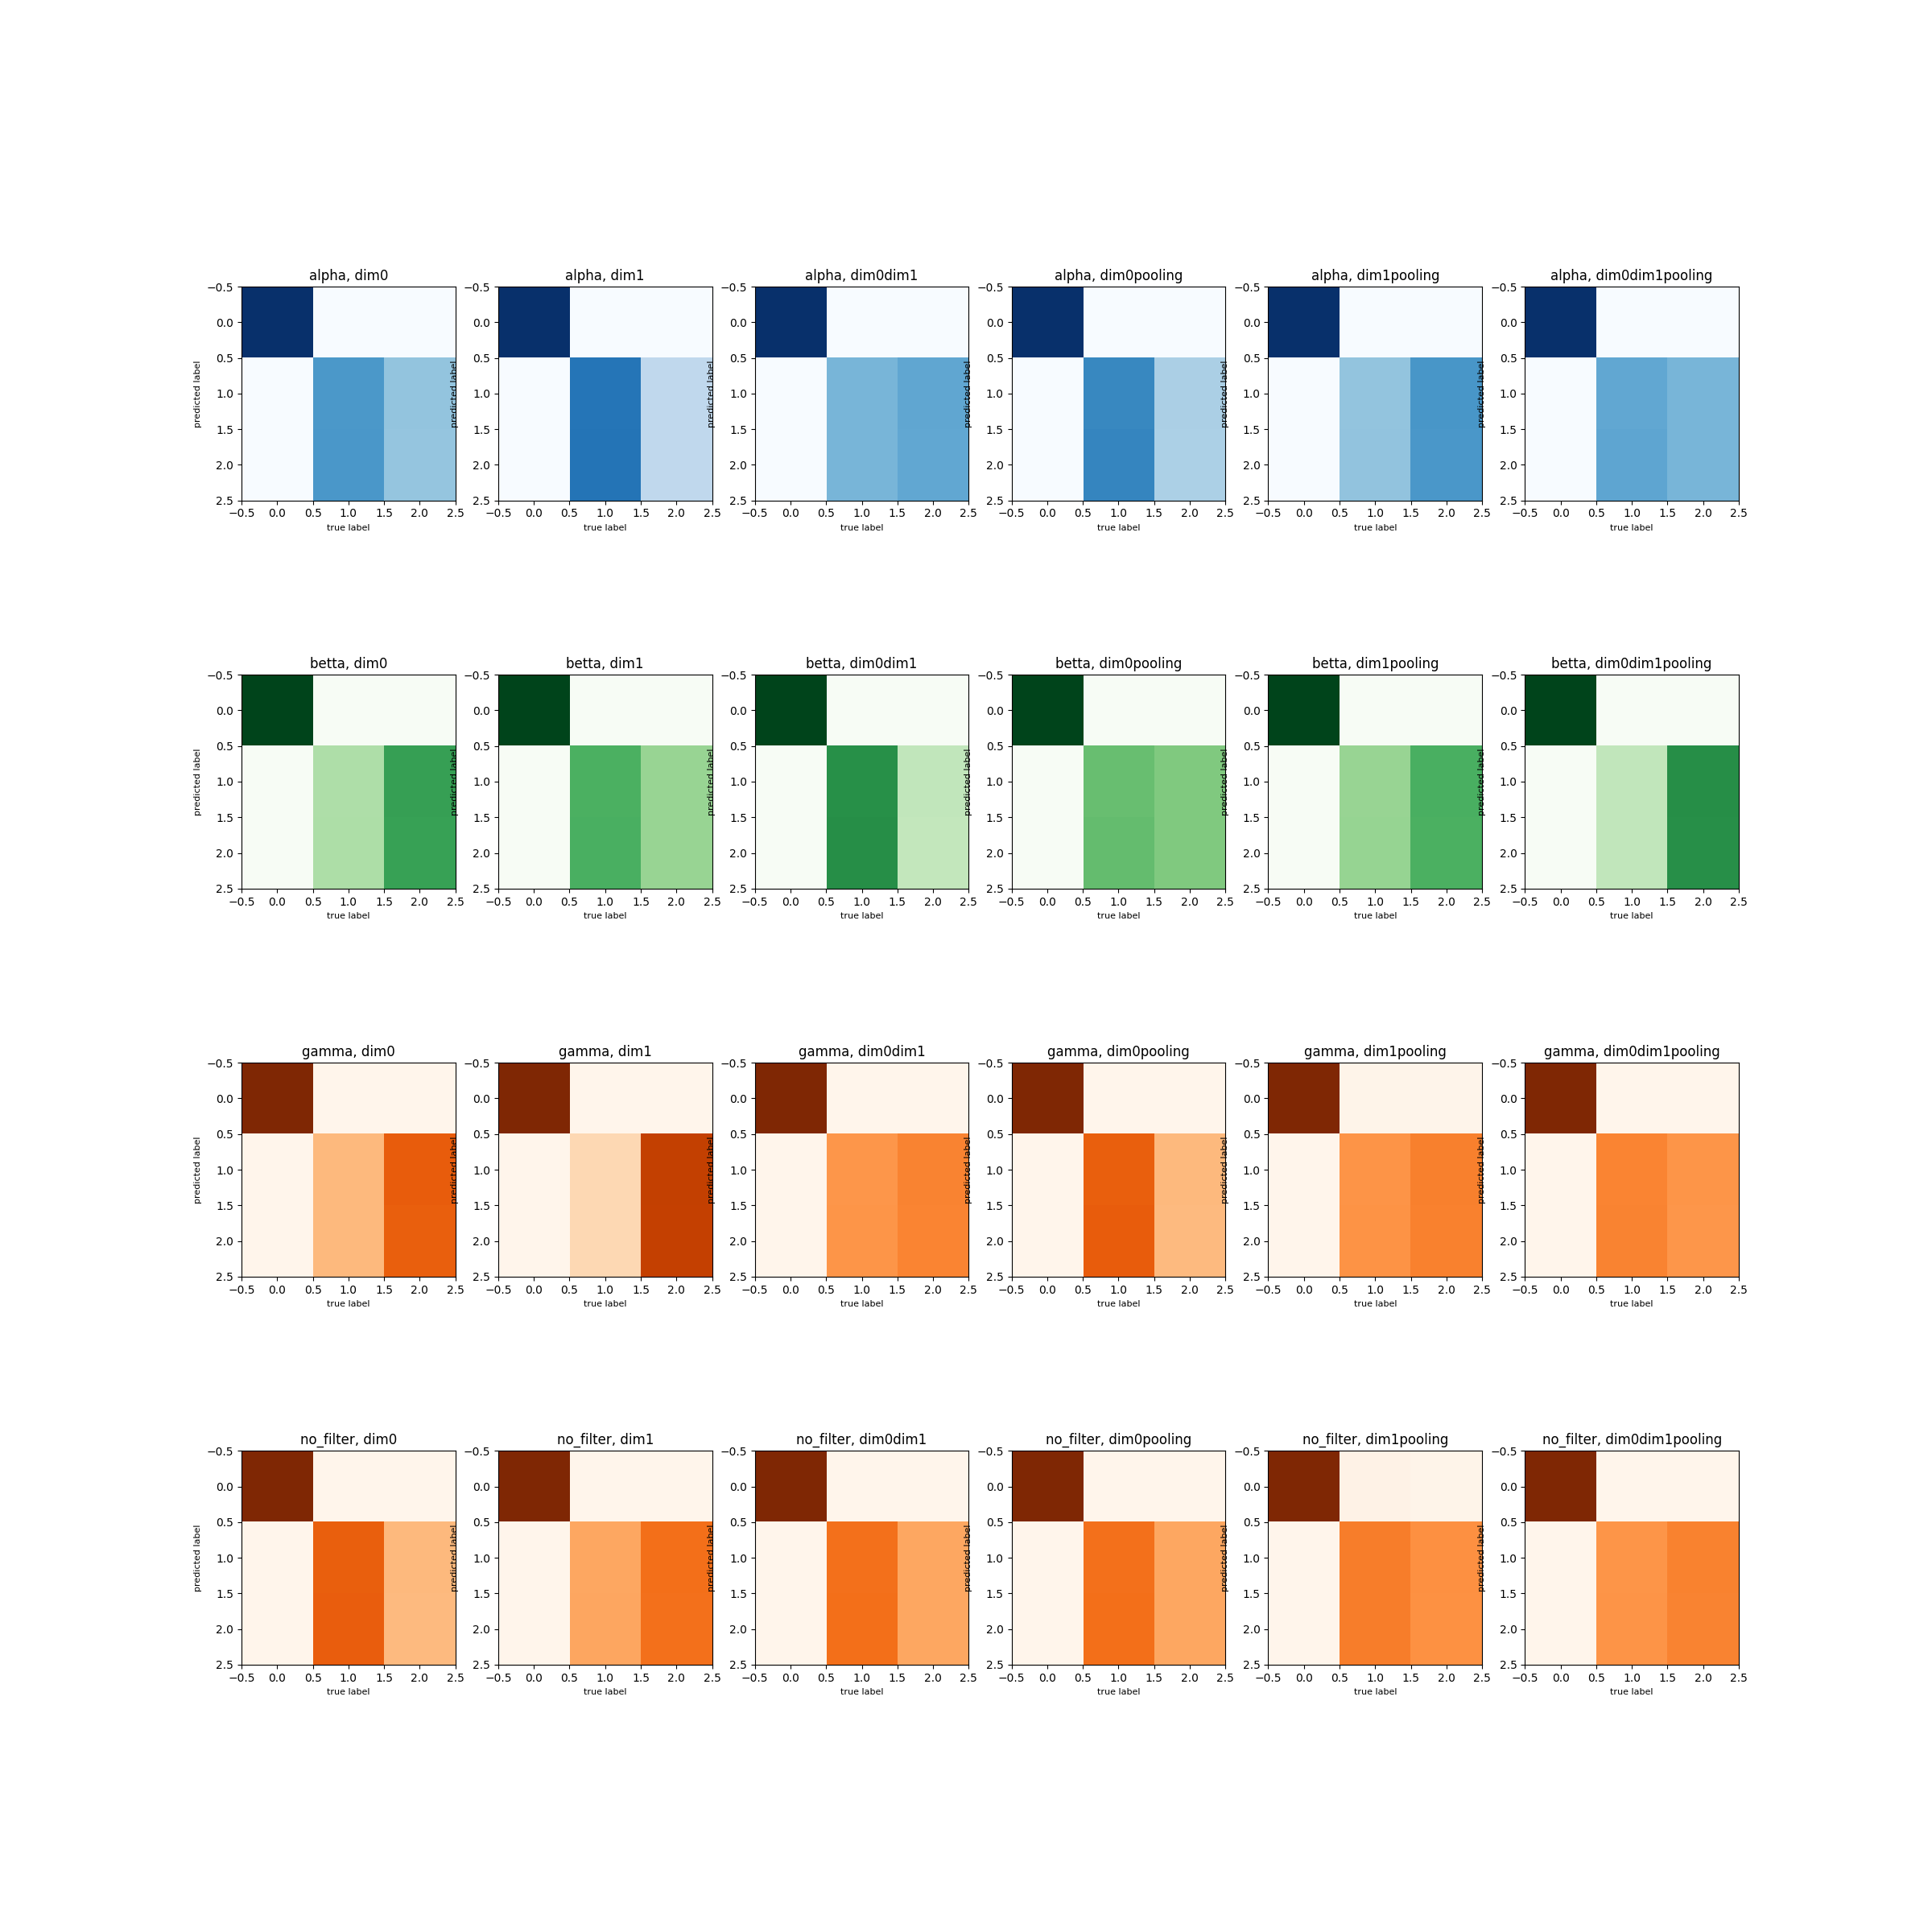 alpha, dim0 alpha, dim1 alpha, dim0dim1 alpha, dim0pooling alpha, dim1pooling alpha, dim0dim1pooling
−0.5 −0.5 −0.5 −0.5 −0.5 −0.5
0.0 0.0 0.0 0.0 0.0 0.0
0.5 0.5 0.5 0.5 0.5 0.5
predicted label predicted label predicted label predicted label predicted label predicted label
1.0 1.0 1.0 1.0 1.0 1.0
1.5 1.5 1.5 1.5 1.5 1.5
2.0 2.0 2.0 2.0 2.0 2.0
2.5 2.5 2.5 2.5 2.5 2.5
−0.5 0.0 0.5 1.0 1.5 2.0 2.5 −0.5 0.0 0.5 1.0 1.5 2.0 2.5 −0.5 0.0 0.5 1.0 1.5 2.0 2.5 −0.5 0.0 0.5 1.0 1.5 2.0 2.5 −0.5 0.0 0.5 1.0 1.5 2.0 2.5 −0.5 0.0 0.5 1.0 1.5 2.0 2.5
true label true label true label true label true label true label
betta, dim0 betta, dim1 betta, dim0dim1 betta, dim0pooling betta, dim1pooling betta, dim0dim1pooling
−0.5 −0.5 −0.5 −0.5 −0.5 −0.5
0.0 0.0 0.0 0.0 0.0 0.0
0.5 0.5 0.5 0.5 0.5 0.5
predicted label predicted label predicted label predicted label predicted label predicted label
1.0 1.0 1.0 1.0 1.0 1.0
1.5 1.5 1.5 1.5 1.5 1.5
2.0 2.0 2.0 2.0 2.0 2.0
2.5 2.5 2.5 2.5 2.5 2.5
−0.5 0.0 0.5 1.0 1.5 2.0 2.5 −0.5 0.0 0.5 1.0 1.5 2.0 2.5 −0.5 0.0 0.5 1.0 1.5 2.0 2.5 −0.5 0.0 0.5 1.0 1.5 2.0 2.5 −0.5 0.0 0.5 1.0 1.5 2.0 2.5 −0.5 0.0 0.5 1.0 1.5 2.0 2.5
true label true label true label true label true label true label
gamma, dim0 gamma, dim1 gamma, dim0dim1 gamma, dim0pooling gamma, dim1pooling gamma, dim0dim1pooling
−0.5 −0.5 −0.5 −0.5 −0.5 −0.5
0.0 0.0 0.0 0.0 0.0 0.0
0.5 0.5 0.5 0.5 0.5 0.5
predicted label predicted label predicted label predicted label predicted label predicted label
1.0 1.0 1.0 1.0 1.0 1.0
1.5 1.5 1.5 1.5 1.5 1.5
2.0 2.0 2.0 2.0 2.0 2.0
2.5 2.5 2.5 2.5 2.5 2.5
−0.5 0.0 0.5 1.0 1.5 2.0 2.5 −0.5 0.0 0.5 1.0 1.5 2.0 2.5 −0.5 0.0 0.5 1.0 1.5 2.0 2.5 −0.5 0.0 0.5 1.0 1.5 2.0 2.5 −0.5 0.0 0.5 1.0 1.5 2.0 2.5 −0.5 0.0 0.5 1.0 1.5 2.0 2.5
true label true label true label true label true label true label
no_filter, dim0 no_filter, dim1 no_filter, dim0dim1 no_filter, dim0pooling no_filter, dim1pooling no_filter, dim0dim1pooling
−0.5 −0.5 −0.5 −0.5 −0.5 −0.5
0.0 0.0 0.0 0.0 0.0 0.0
0.5 0.5 0.5 0.5 0.5 0.5
predicted label predicted label predicted label predicted label predicted label predicted label
1.0 1.0 1.0 1.0 1.0 1.0
1.5 1.5 1.5 1.5 1.5 1.5
2.0 2.0 2.0 2.0 2.0 2.0
2.5 2.5 2.5 2.5 2.5 2.5
−0.5 0.0 0.5 1.0 1.5 2.0 2.5 −0.5 0.0 0.5 1.0 1.5 2.0 2.5 −0.5 0.0 0.5 1.0 1.5 2.0 2.5 −0.5 0.0 0.5 1.0 1.5 2.0 2.5 −0.5 0.0 0.5 1.0 1.5 2.0 2.5 −0.5 0.0 0.5 1.0 1.5 2.0 2.5
true label true label true label true label true label true label